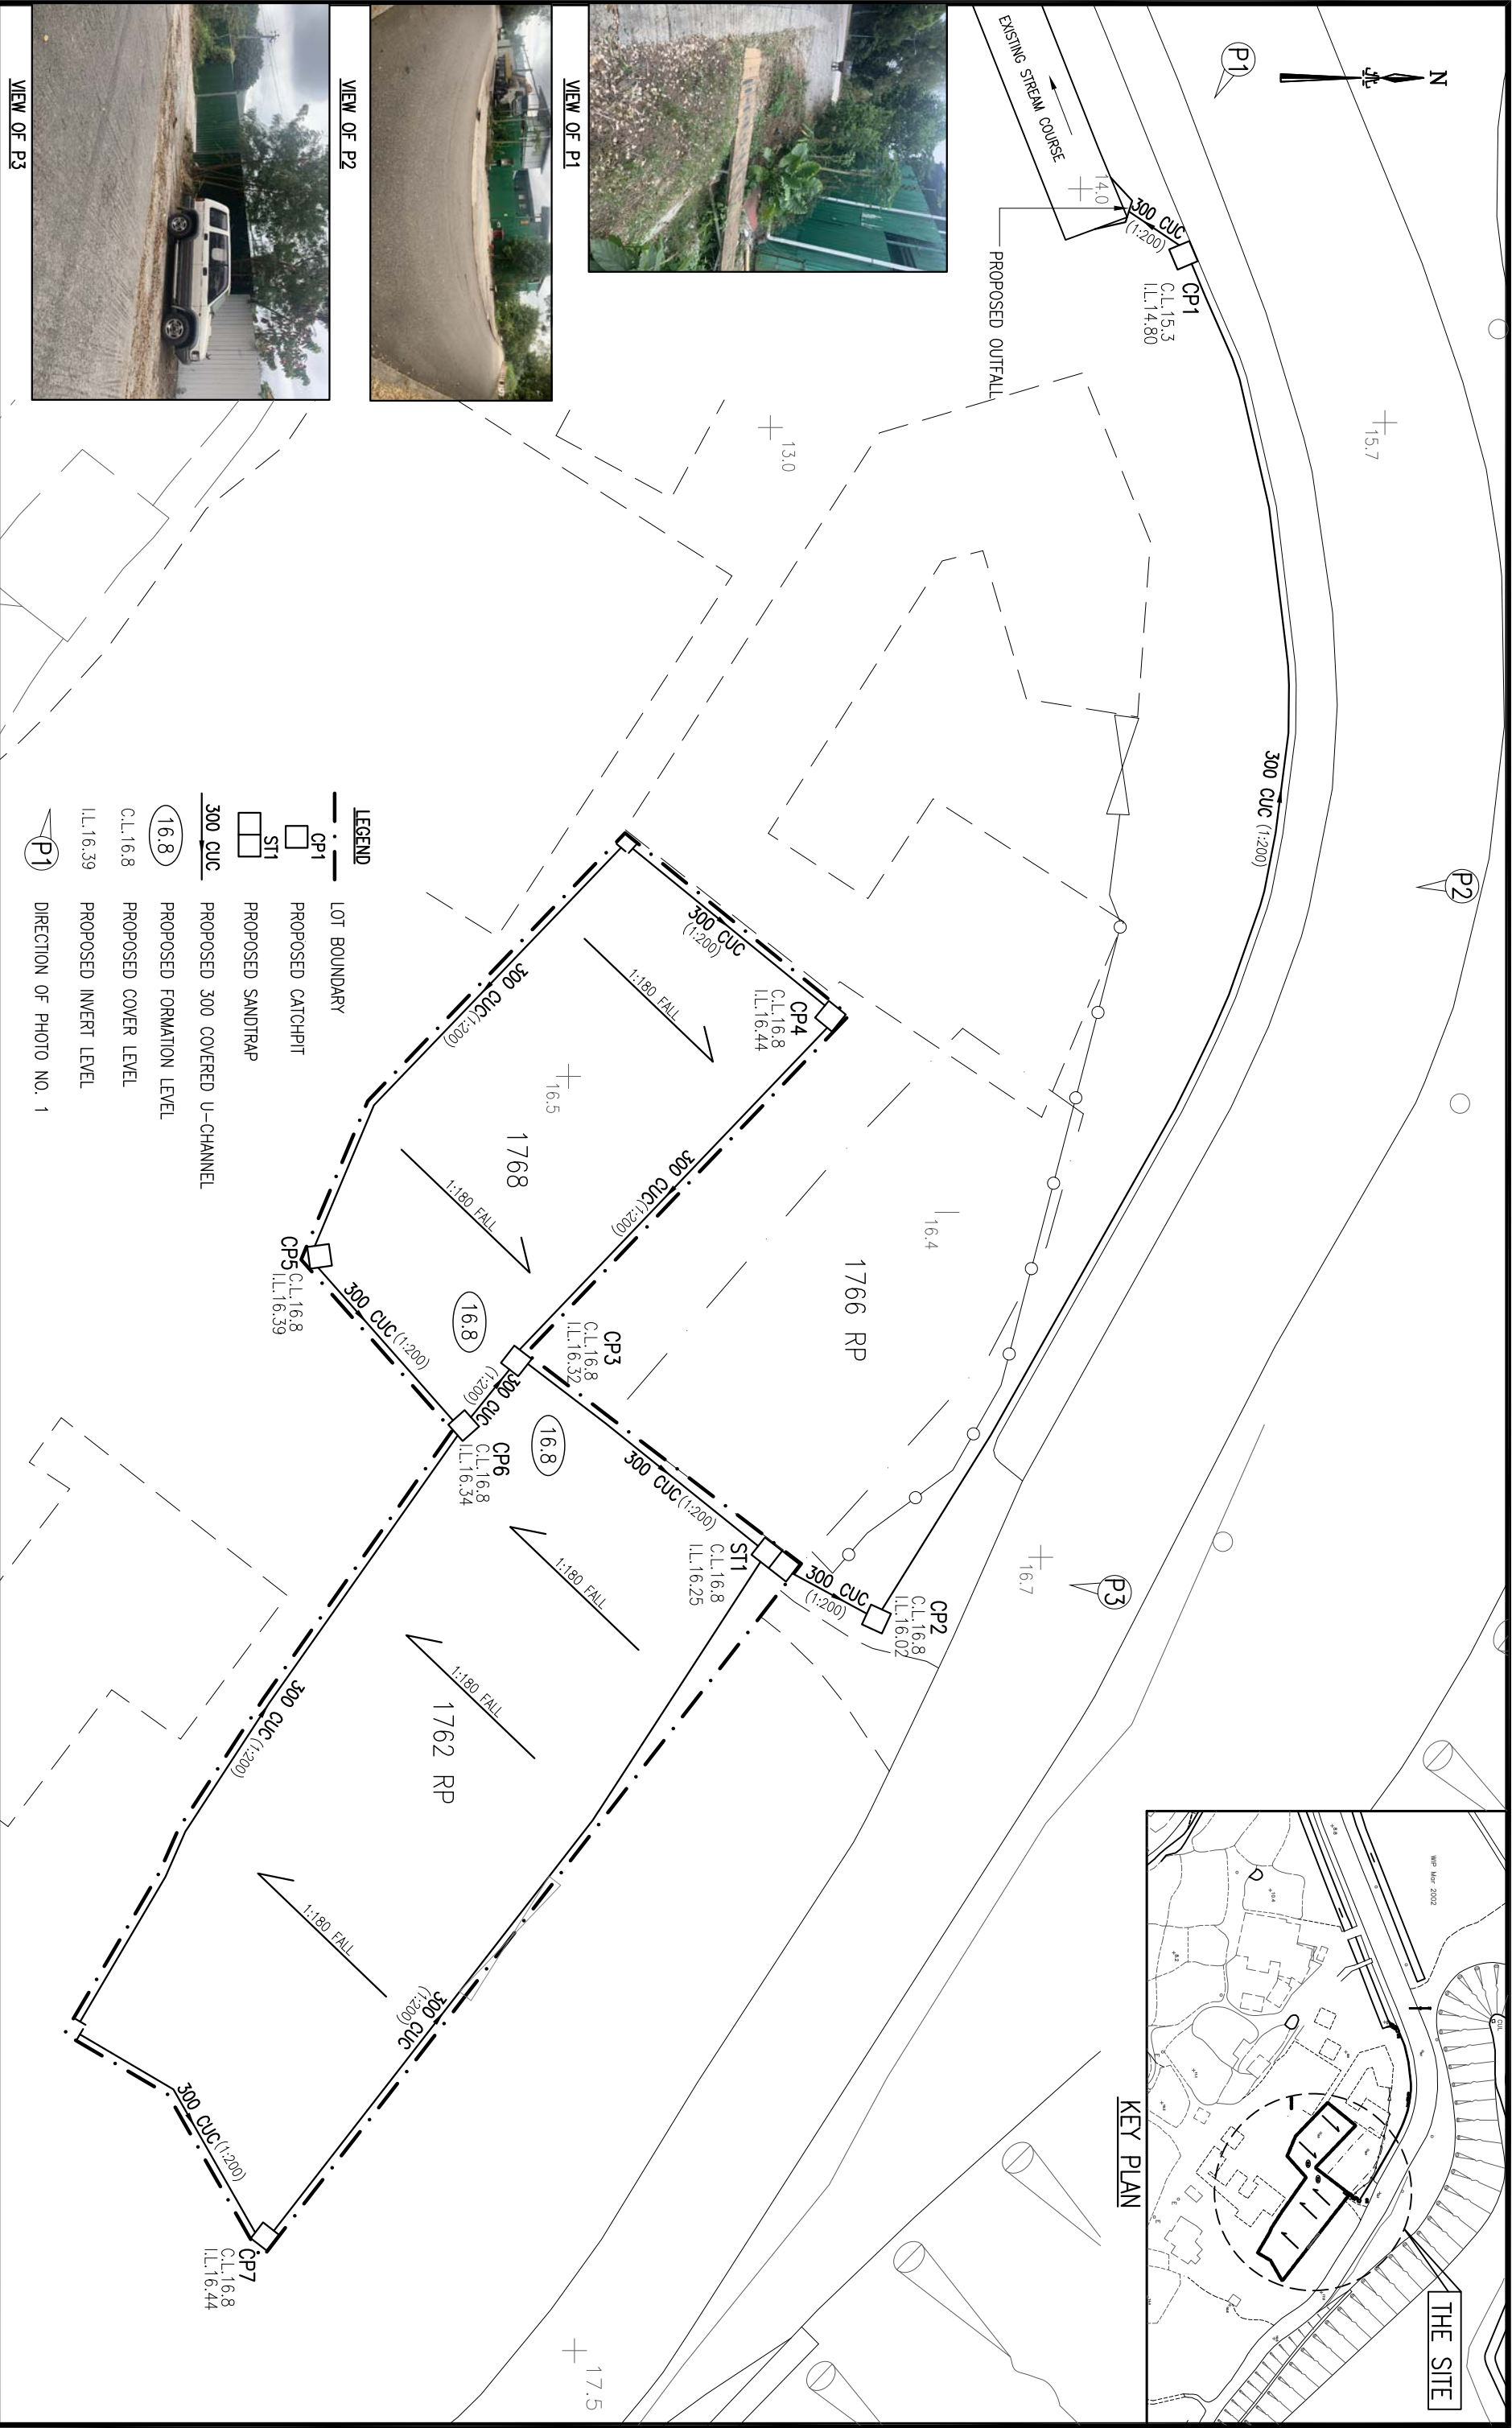 N
P1
EXISTING STREAM COURSE
14.0
300 CUC
(1:200)
CP1
C.L.15.3
I.L.14.80
PROPOSED OUTFALL
15.7
13.0
300 CUC (1:200)
P2
VIEW OF P1
VIEW OF P2
VIEW OF P3
300 CUC
(1:200)
CP4
C.L.16.8
I.L.16.44
1:180 FALL
300 CUC
(1:200)
16.5
1768
1:180 FALL
300 CUC
(1:200)
16.4
1766 RP
CP5
C.L.16.8
I.L.16.39
300 CUC
(1:200)
16.8
CP3
C.L.16.8
I.L.16.32
300 CUC
(1:200)
CP6
C.L.16.8
I.L.16.34
16.8
300 CUC
(1:200)
ST1
C.L.16.8
I.L.16.25
300 CUC
(1:200)
CP2
C.L.16.8
I.L.16.02
16.7
P3
1:180 FALL
1:180 FALL
1762 RP
300 CUC
(1:200)
1:180 FALL
300 CUC
(1:200)
300 CUC
(1:200)
CP7
C.L.16.8
I.L.16.44
17.5
LEGEND
LOT BOUNDARY
CP1
PROPOSED CATCHPIT
ST1
PROPOSED SANDTRAP
300 CUC
PROPOSED 300 COVERED U-CHANNEL
16.8
PROPOSED FORMATION LEVEL
C.L.16.8
PROPOSED COVER LEVEL
I.L.16.39
PROPOSED INVERT LEVEL
P1
DIRECTION OF PHOTO NO. 1
WIP Mar 2002
CUL
THE SITE
KEY PLAN